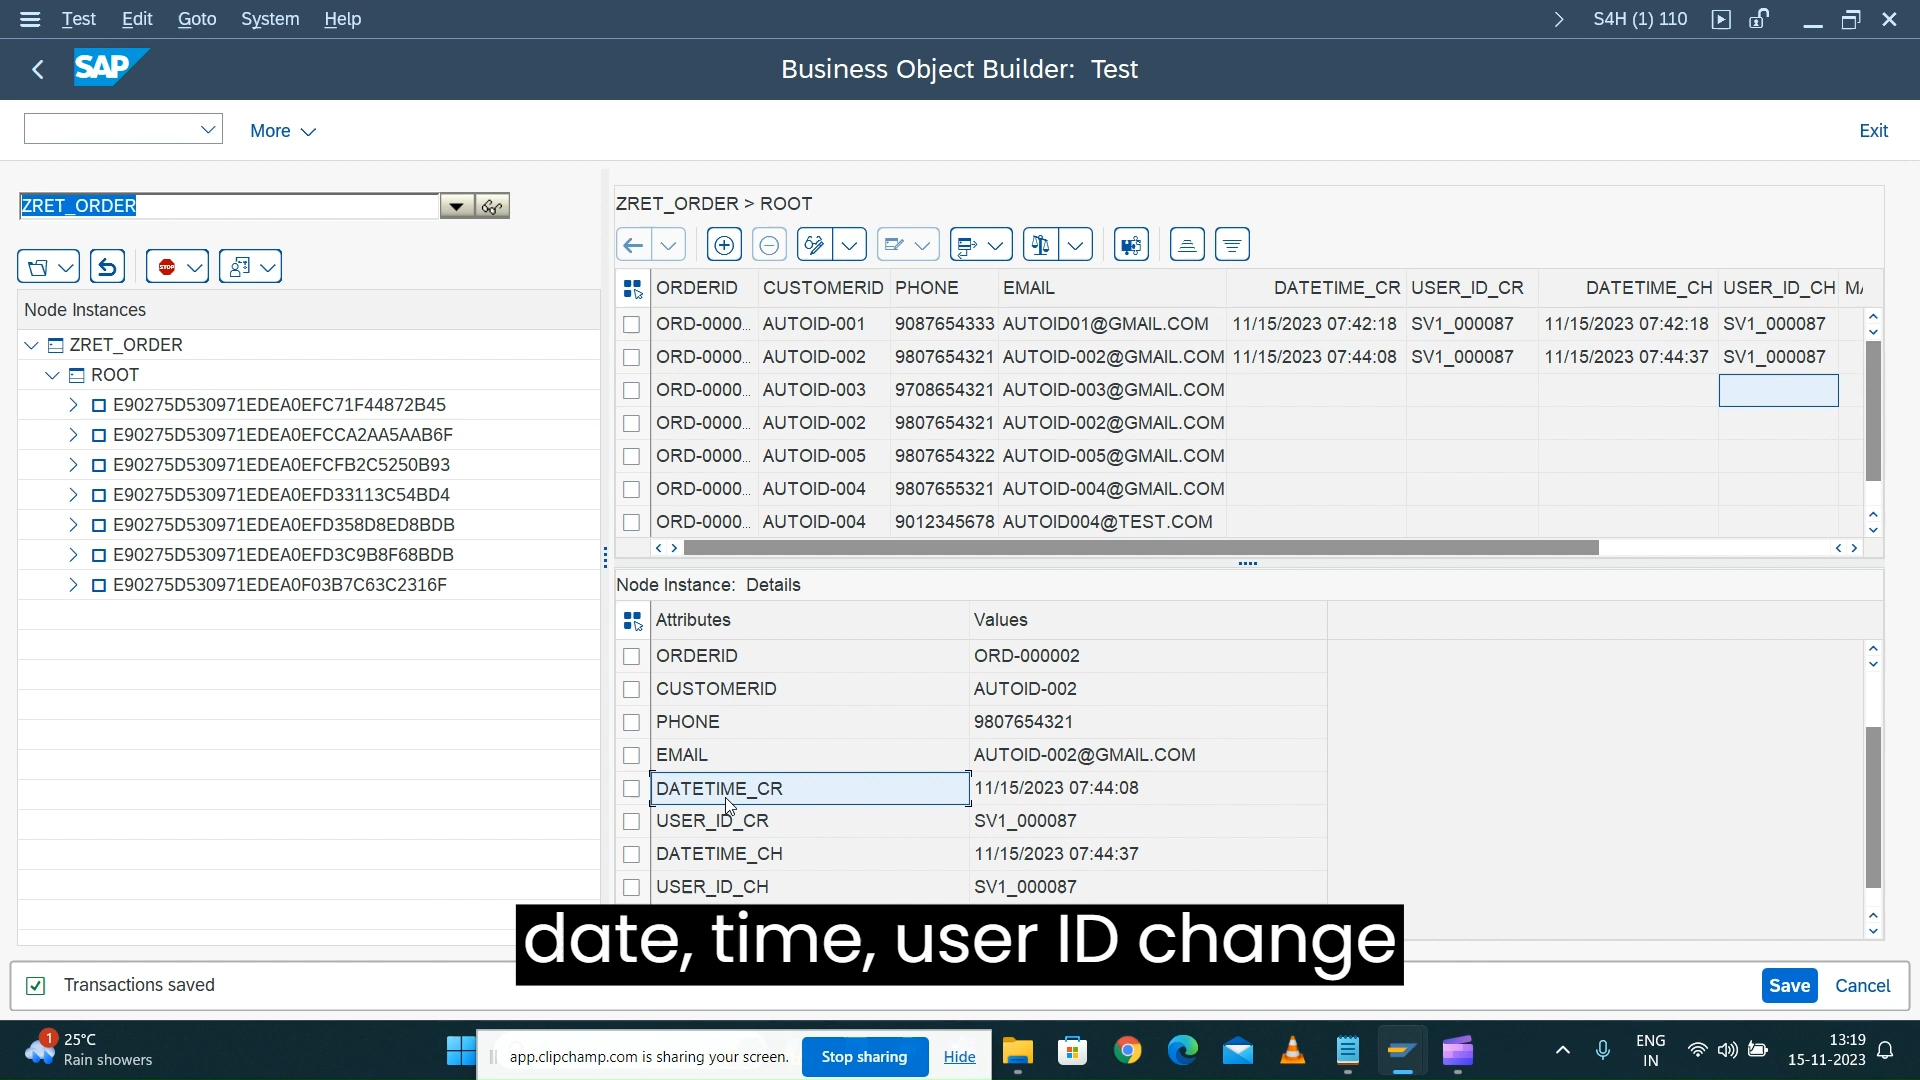 Test Edit Goto System Help S4H (1) 110
SAP Business Object Builder: Test
More Exit
ZRET_ORDER
STOP
Node Instances
ZRET_ORDER
ROOT
E90275D530971EDEA0EFC71F44872B45
E90275D530971EDEA0EFCCA2AA5AAB6F
E90275D530971EDEA0EFCFB2C5250B93
E90275D530971EDEA0EFD33113C54BD4
E90275D530971EDEA0EFD358D8ED8BDB
E90275D530971EDEA0EFD3C9B8F68BDB
E90275D530971EDEA0F03B7C63C2316F
ZRET_ORDER > ROOT
ORDERID CUSTOMERID PHONE EMAIL DATETIME_CR USER_ID_CR DATETIME_CH USER_ID_CH
ORD-0000... AUTOID-001 9087654333 AUTOID01@GMAIL.COM 11/15/2023 07:42:18 SV1_000087 11/15/2023 07:42:18 SV1_000087
ORD-0000... AUTOID-002 9807654321 AUTOID-002@GMAIL.COM 11/15/2023 07:44:08 SV1_000087 11/15/2023 07:44:37 SV1_000087
ORD-0000... AUTOID-003 9708654321 AUTOID-003@GMAIL.COM
ORD-0000... AUTOID-002 9807654321 AUTOID-002@GMAIL.COM
ORD-0000... AUTOID-005 9807654322 AUTOID-005@GMAIL.COM
ORD-0000... AUTOID-004 9807655321 AUTOID-004@GMAIL.COM
ORD-0000... AUTOID-004 9012345678 AUTOID004@TEST.COM
Node Instance: Details
Attributes Values
ORDERID ORD-000002
CUSTOMERID AUTOID-002
PHONE 9807654321
EMAIL AUTOID-002@GMAIL.COM
DATETIME_CR 11/15/2023 07:44:08
USER_ID_CR SV1_000087
DATETIME_CH 11/15/2023 07:44:37
USER_ID_CH SV1_000087
date, time, user ID change
Transactions saved Save Cancel
1 25°C
Rain showers
app.clipchamp.com is sharing your screen. Stop sharing Hide
ENG
IN
13:19
15-11-2023